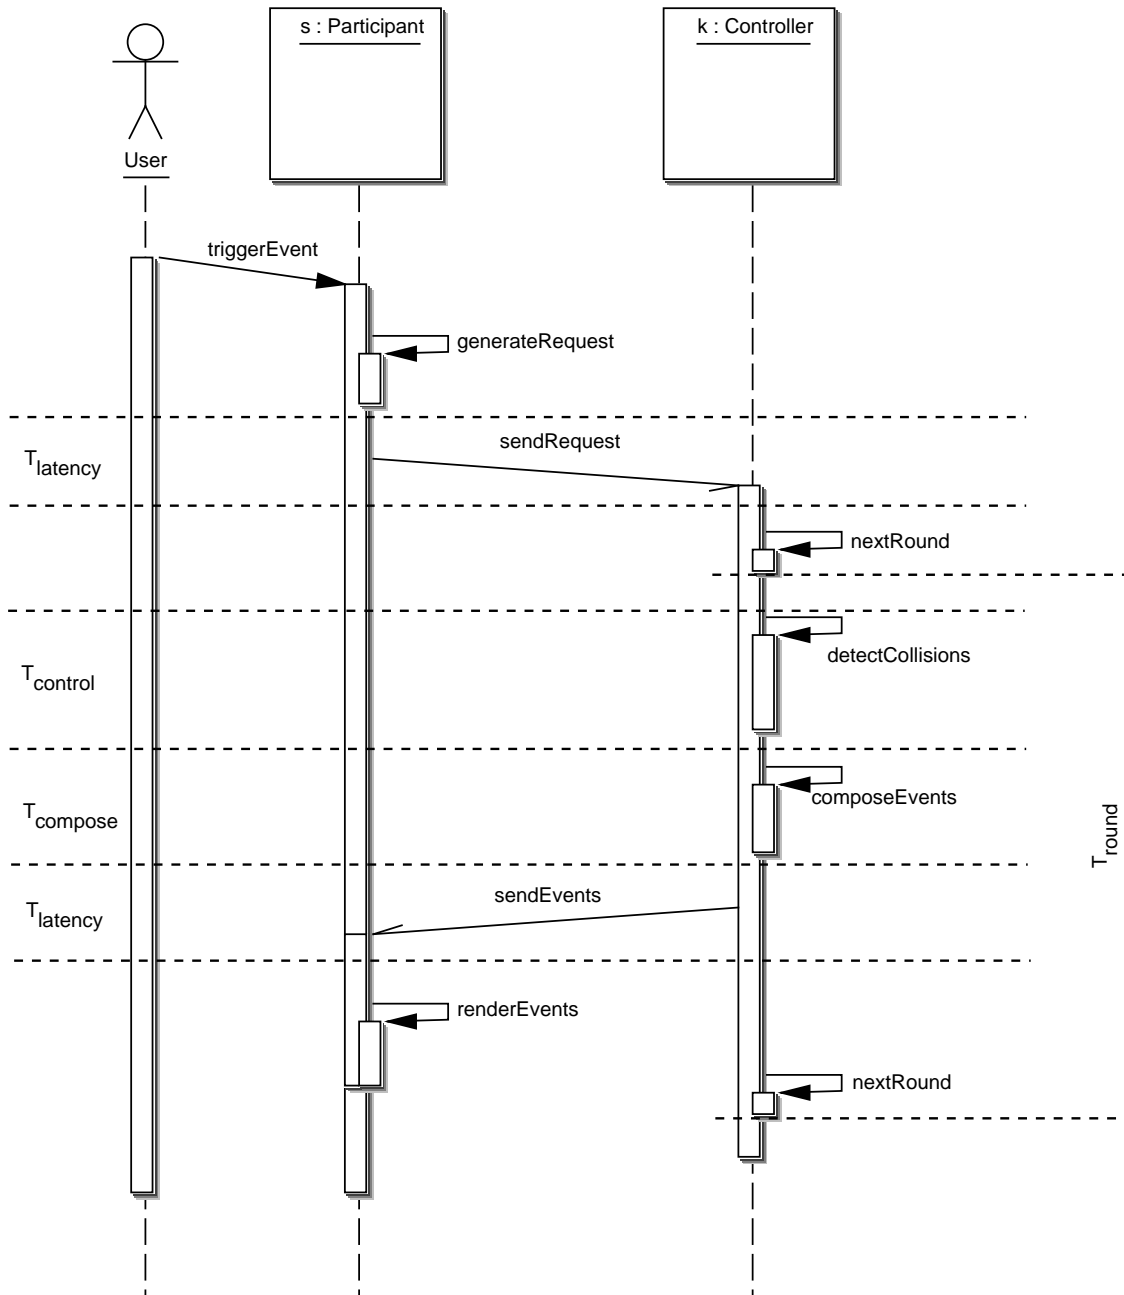 s : Participant
k : Controller
User
triggerEvent
generateRequest
sendRequest
Tlatency
nextRound
detectCollisions
Tcontrol
composeEvents
Tcompose
Tround
sendEvents
Tlatency
renderEvents
nextRound